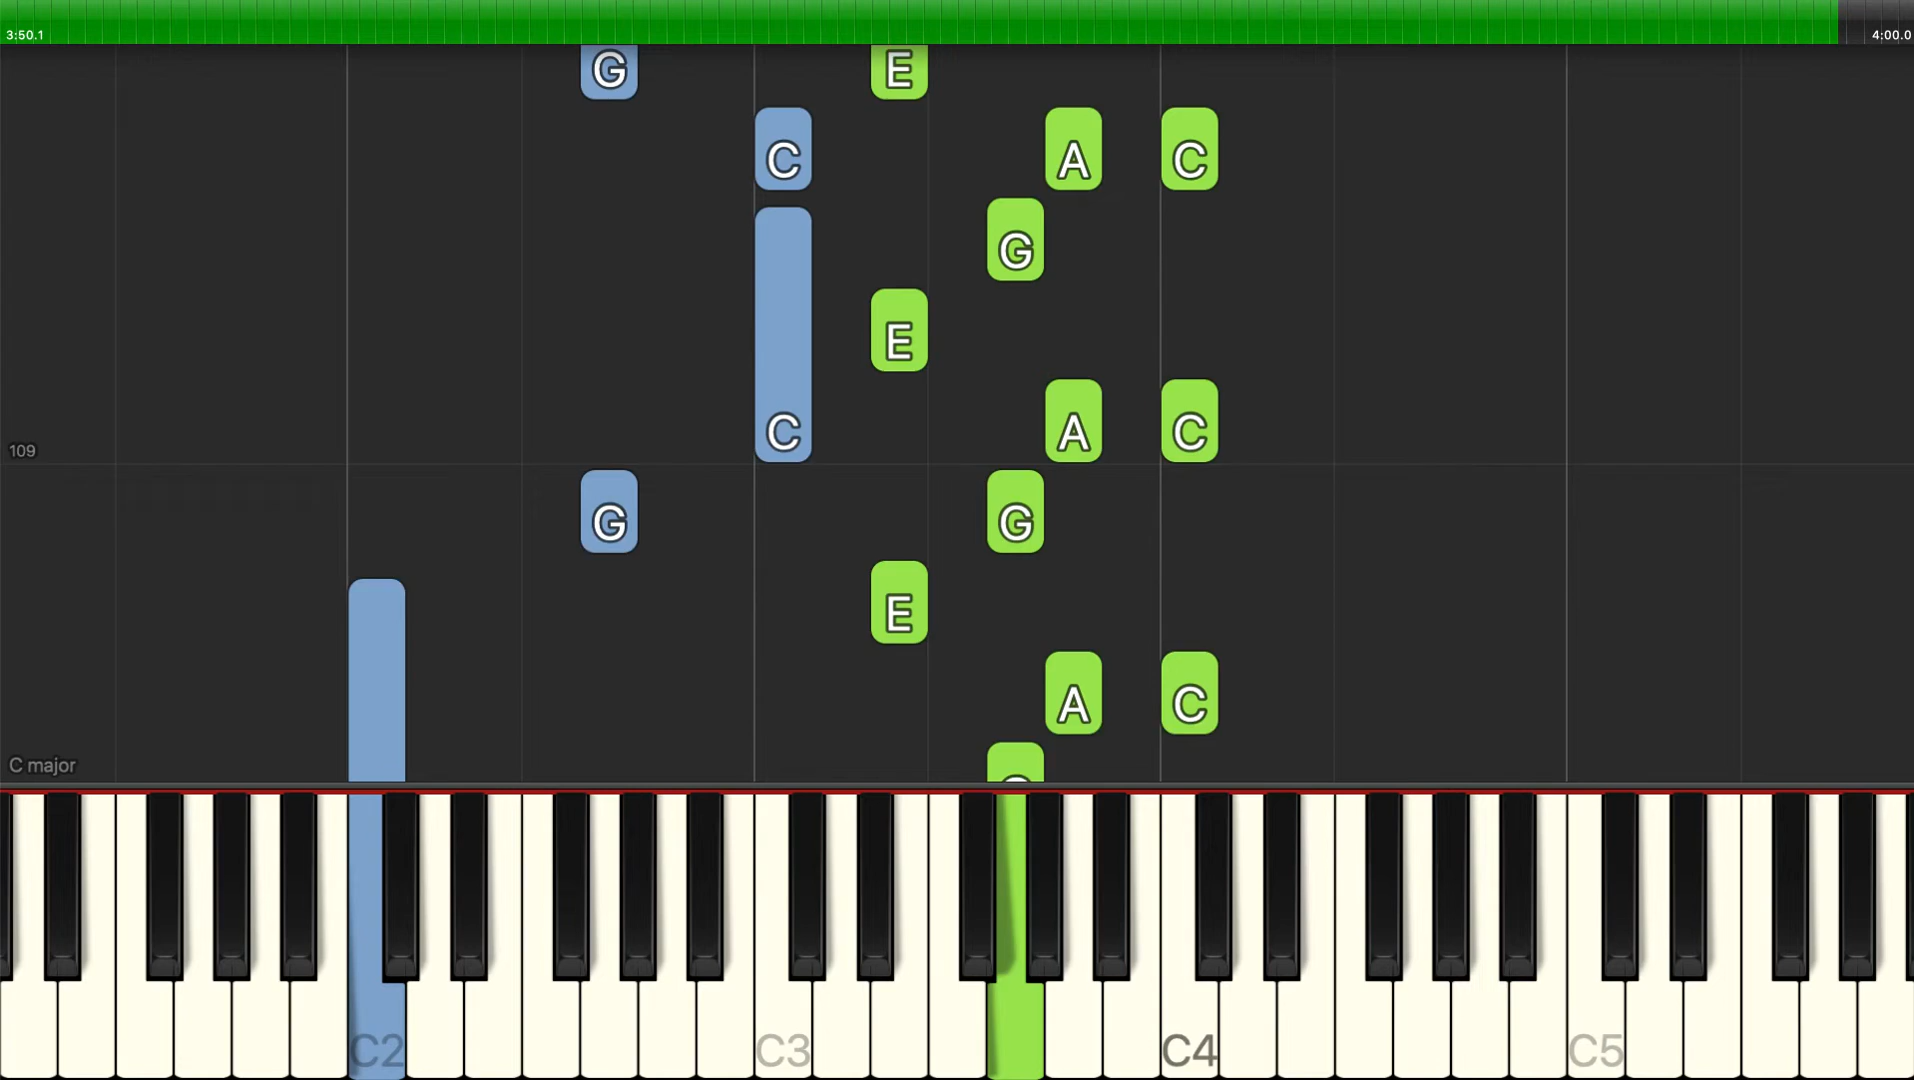 3:50.1 4:00.0
G E
C A C
G
E
C A C
109
G G
E
A C
G
C major
C2 C3 C4 C5